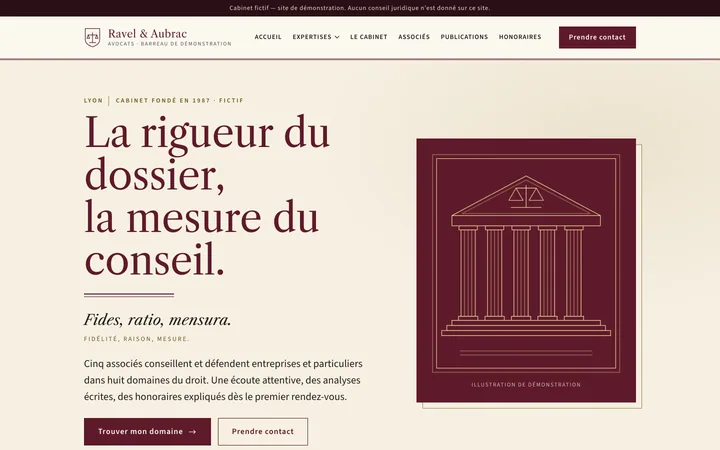 Cabinet fictif — site de démonstration. Aucun conseil juridique n'est donné sur ce site.
Ravel & Aubrac
AVOCATS · BARREAU DE DÉMONSTRATION
ACCUEIL EXPERTISES LE CABINET ASSOCIÉS PUBLICATIONS HONORAIRES Prendre contact
LYON CABINET FONDÉ EN 1987 · FICTIF
La rigueur du
dossier,
la mesure du
conseil.
Fides, ratio, mensura.
FIDÉLITÉ, RAISON, MESURE.
Cinq associés conseillent et défendent entreprises et particuliers
dans huit domaines du droit. Une écoute attentive, des analyses
écrites, des honoraires expliqués dès le premier rendez-vous.
Trouver mon domaine → Prendre contact
ILLUSTRATION DE DÉMONSTRATION